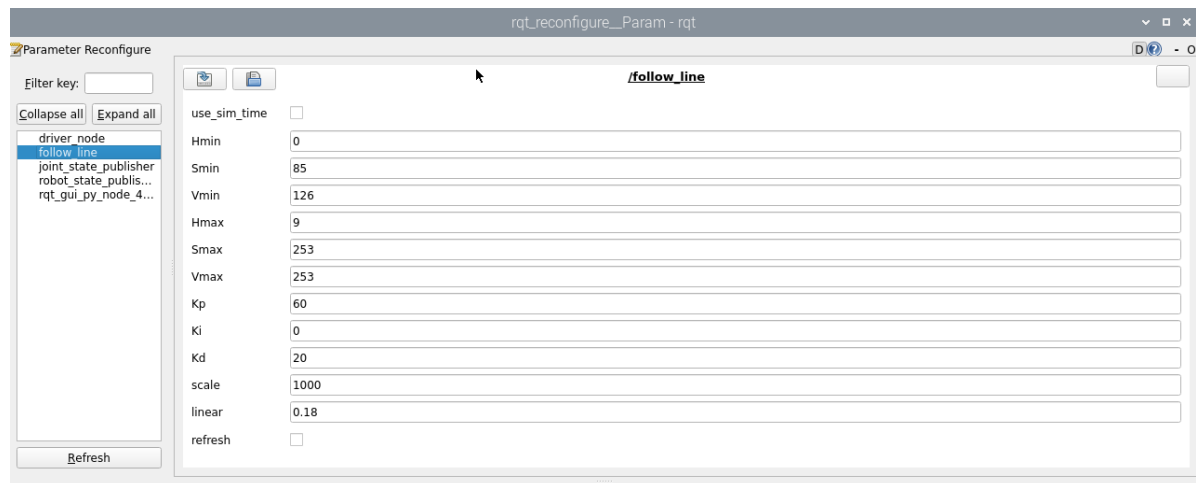 rqt_reconfigure__Param - rqt
Parameter Reconfigure
D - O
Filter key:
Collapse all Expand all
driver_node
follow_line
joint_state_publisher
robot_state_publis...
rqt_gui_py_node_4...
Refresh
/follow_line
use_sim_time
Hmin 0
Smin 85
Vmin 126
Hmax 9
Smax 253
Vmax 253
Kp 60
Ki 0
Kd 20
scale 1000
linear 0.18
refresh